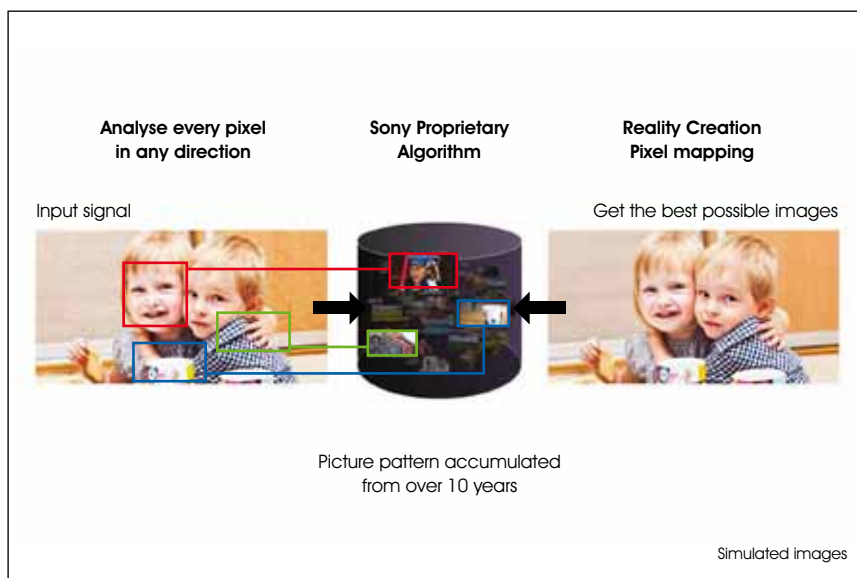 Analyse every pixel
in any direction
Sony Proprietary
Algorithm
Reality Creation
Pixel mapping
Input signal
Get the best possible images
Picture pattern accumulated
from over 10 years
Simulated images